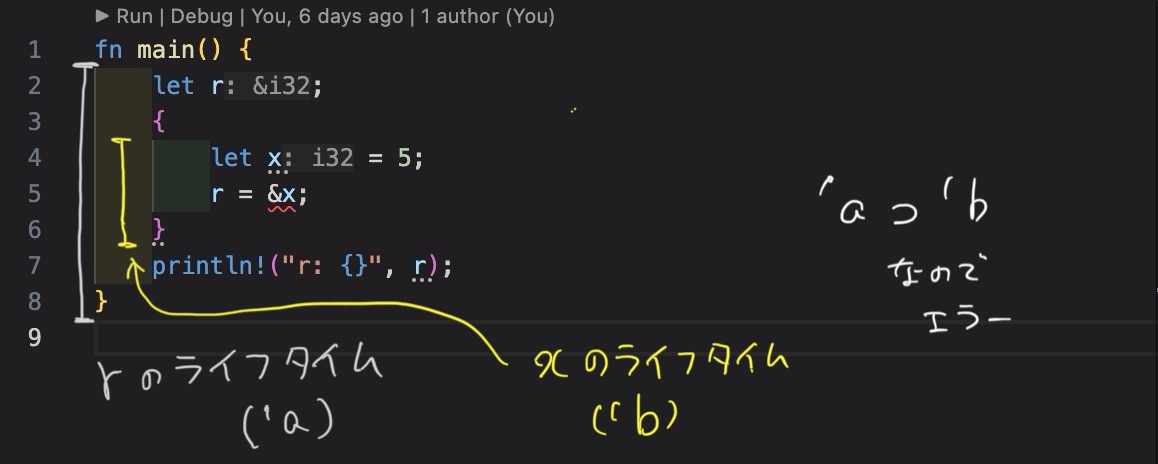 ▶ Run | Debug | You, 6 days ago | 1 author (You)
1 fn main() {
2 let r: &i32;
3 {
4 let x: i32 = 5;
5 r = &x;
6 }
7 println!("r: {}", r);
8 }
9
'a ⊃ 'b
なので
エラー
rのライフタイム
('a)
xのライフタイム
('b)